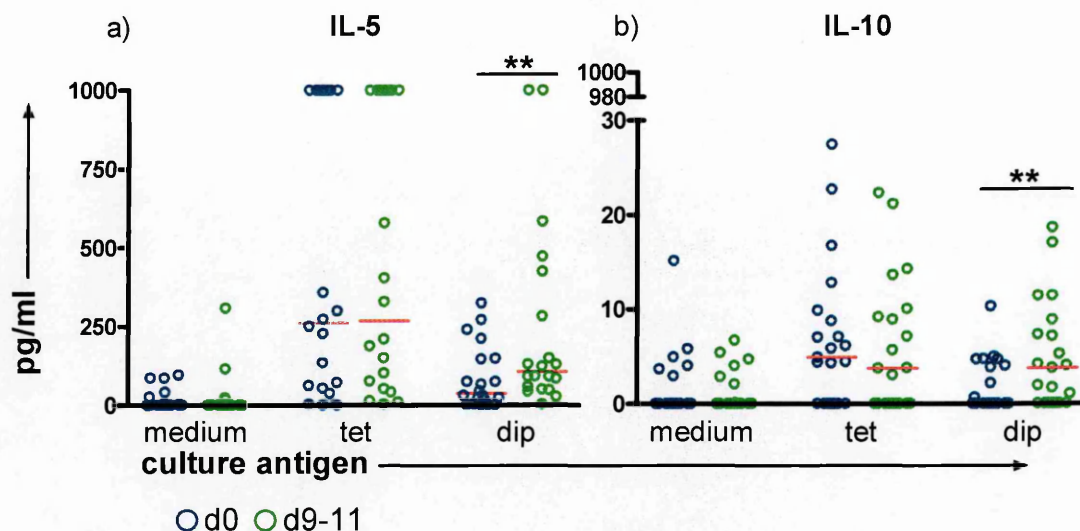 a) IL-5
b) IL-10
**
1000
750
500
250
0
pg/ml
1000
980
30
20
10
0
**
medium tet dip
medium tet dip
culture antigen
d0 d9-11